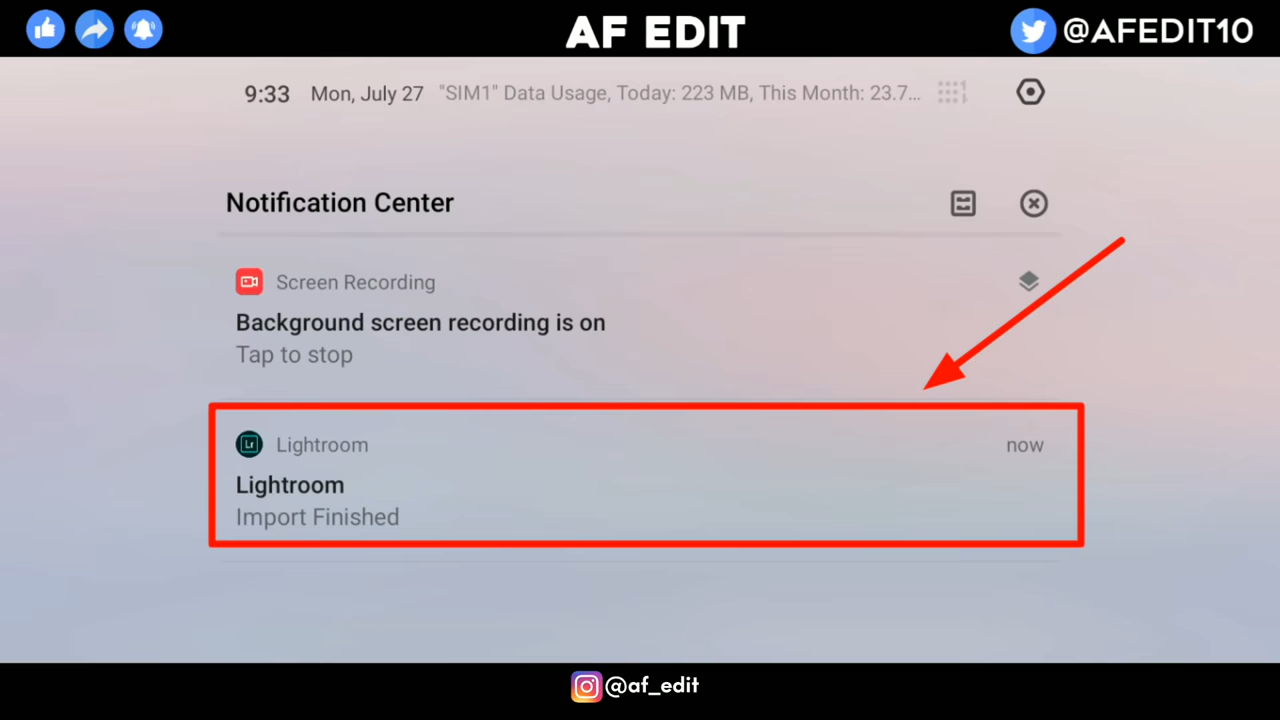 AF EDIT
@AFEDIT10
9:33 Mon, July 27 "SIM1" Data Usage, Today: 223 MB, This Month: 23.7...
Notification Center
Screen Recording
Background screen recording is on
Tap to stop
Lr Lightroom now
Lightroom
Import Finished
@af_edit